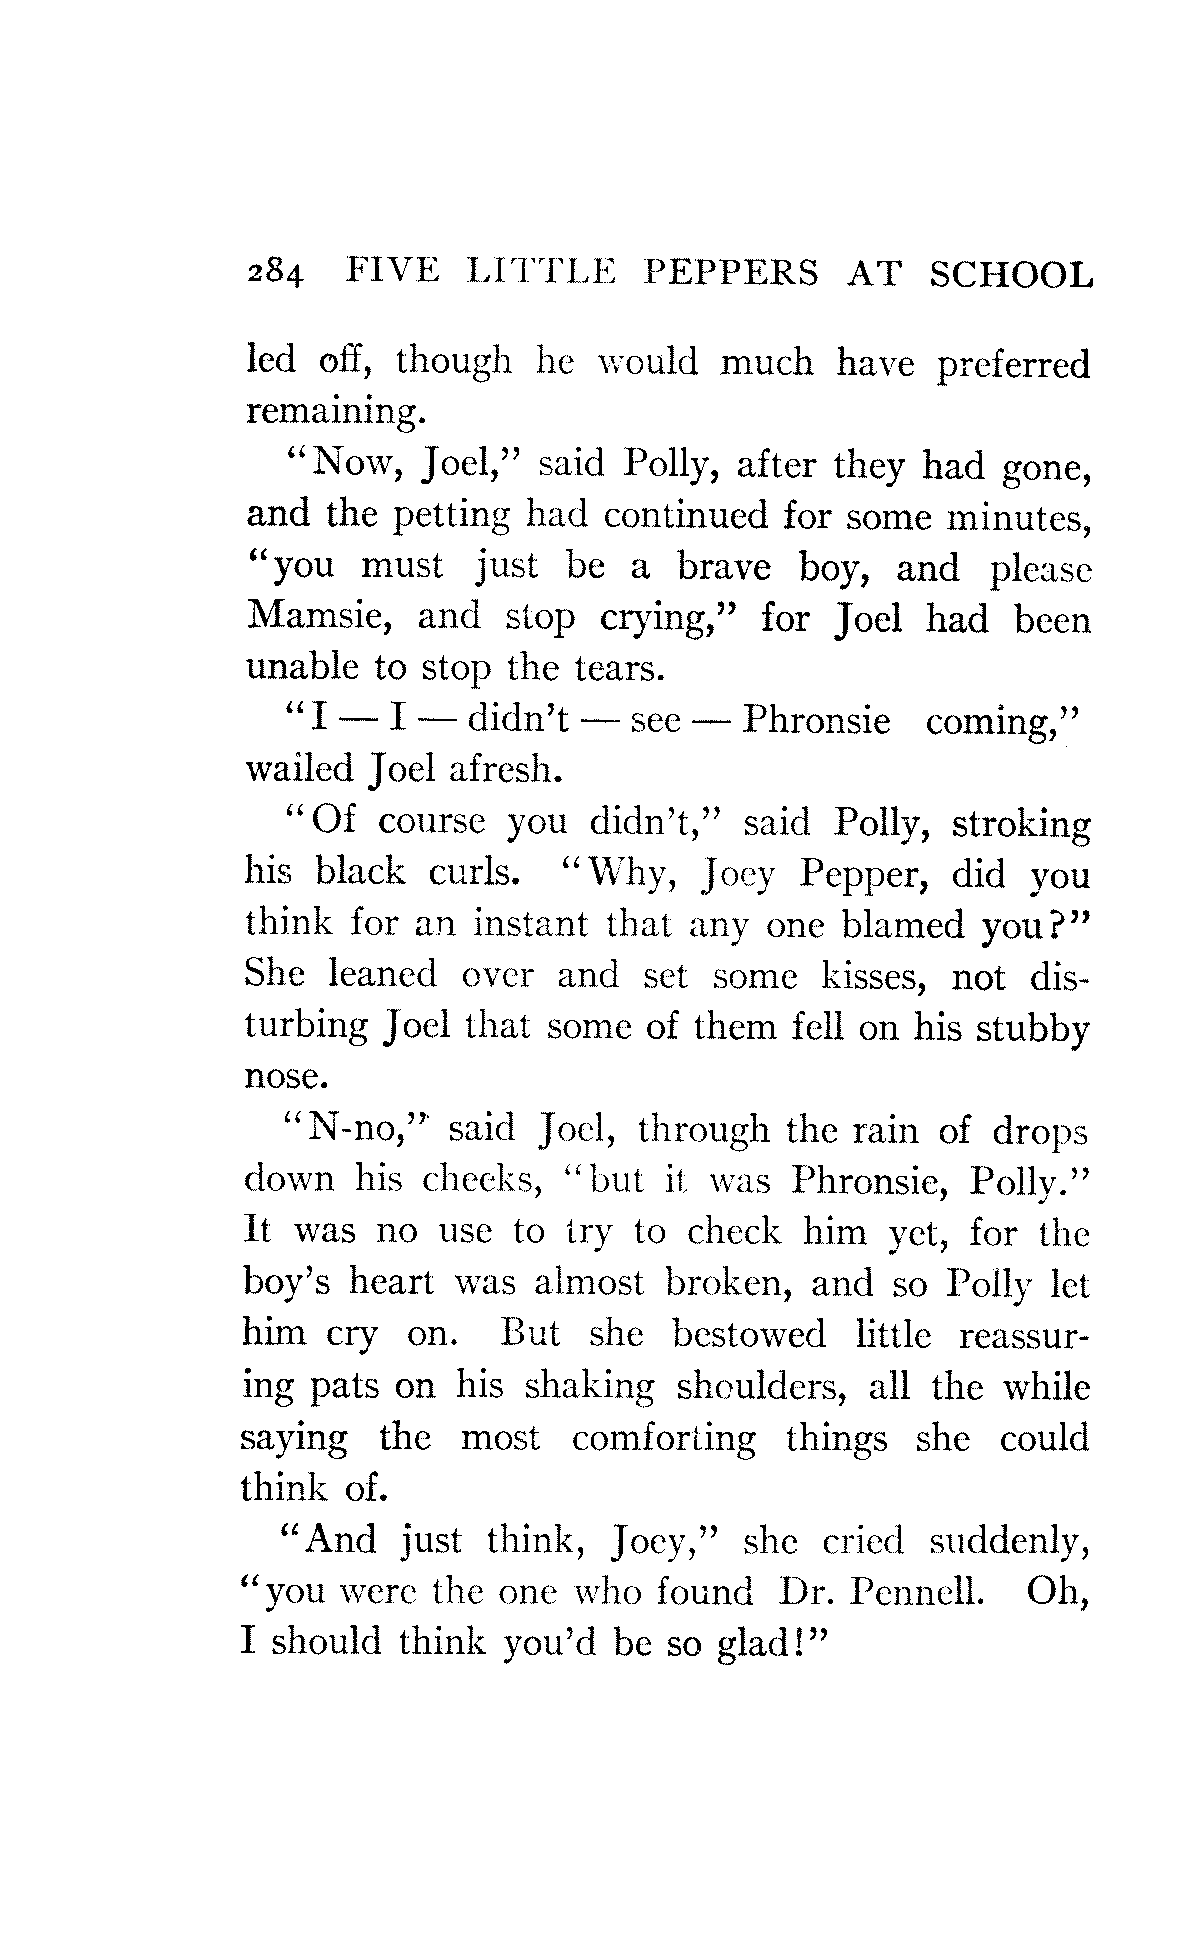 284 FIVE LITTLE PEPPERS AT SCHOOL
led off, though he would much have preferred
remaining.
"Now, Joel," said Polly, after they had gone,
and the petting had continued for some minutes,
"you must just be a brave boy, and please
Mamsie, and stop crying," for Joel had been
unable to stop the tears.
"I — I — didn't — see — Phronsie coming,"
wailed Joel afresh.
"Of course you didn't," said Polly, stroking
his black curls. "Why, Joey Pepper, did you
think for an instant that any one blamed you?"
She leaned over and set some kisses, not dis-
turbing Joel that some of them fell on his stubby
nose.
"N-no," said Joel, through the rain of drops
down his cheeks, "but it was Phronsie, Polly."
It was no use to try to check him yet, for the
boy's heart was almost broken, and so Polly let
him cry on. But she bestowed little reassur-
ing pats on his shaking shoulders, all the while
saying the most comforting things she could
think of.
"And just think, Joey," she cried suddenly,
"you were the one who found Dr. Pennell. Oh,
I should think you'd be so glad!"